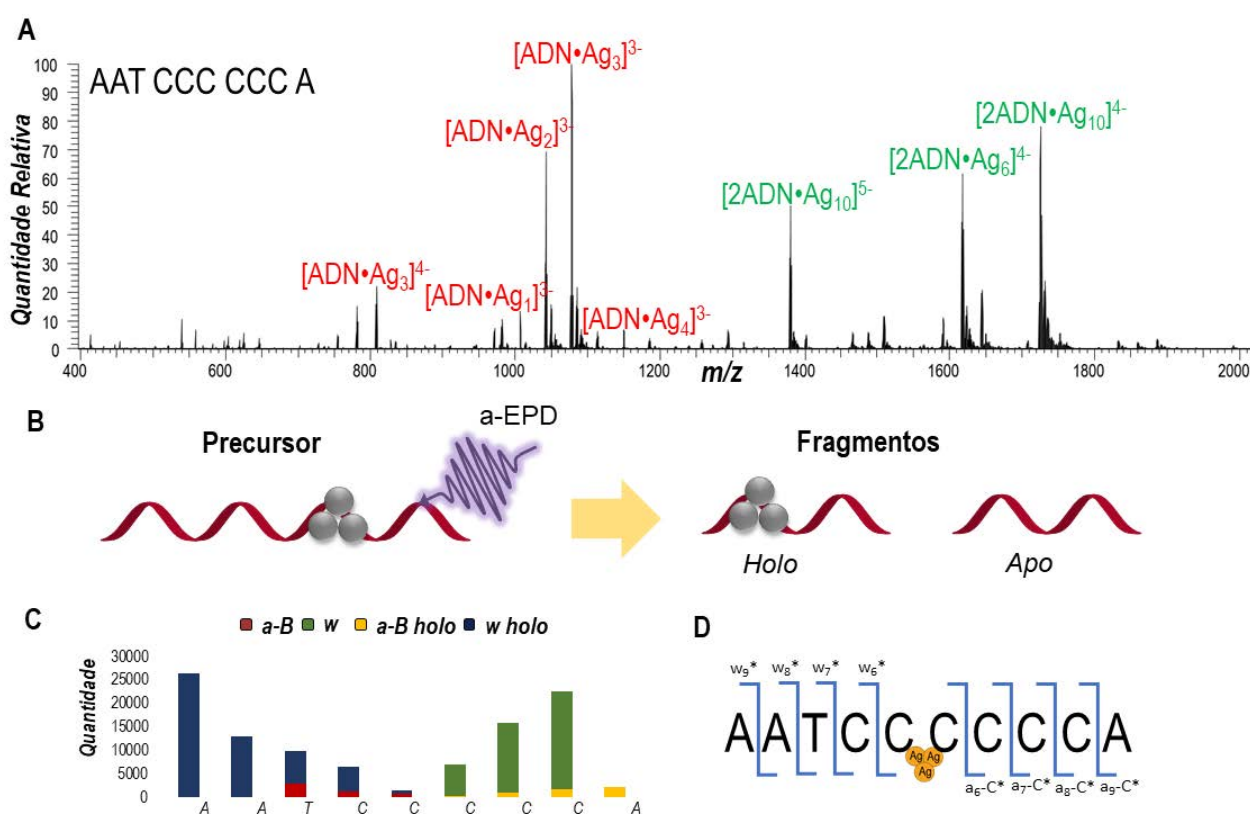 A
AAT CCC CCC A
Quantidade Relativa
100
90
80
70
60
50
40
30
20
10
0
[ADN•Ag3]4-
[ADN•Ag1]3-
[ADN•Ag2]3-
[ADN•Ag3]3-
[ADN•Ag4]3-
[2ADN•Ag10]5-
[2ADN•Ag6]4-
[2ADN•Ag10]4-
400 600 800 1000 1200 1400 1600 1800 2000
m/z
B
Precursor
a-EPD
Fragmentos
Holo
Apo
C
a-B w a-B holo w holo
Quantidade
30000
25000
20000
15000
10000
5000
0
A A T C C C C C A
D
w9* w8* w7* w6*
AATCCCCCCA
Ag Ag
Ag
a6-C* a7-C* a8-C* a9-C*